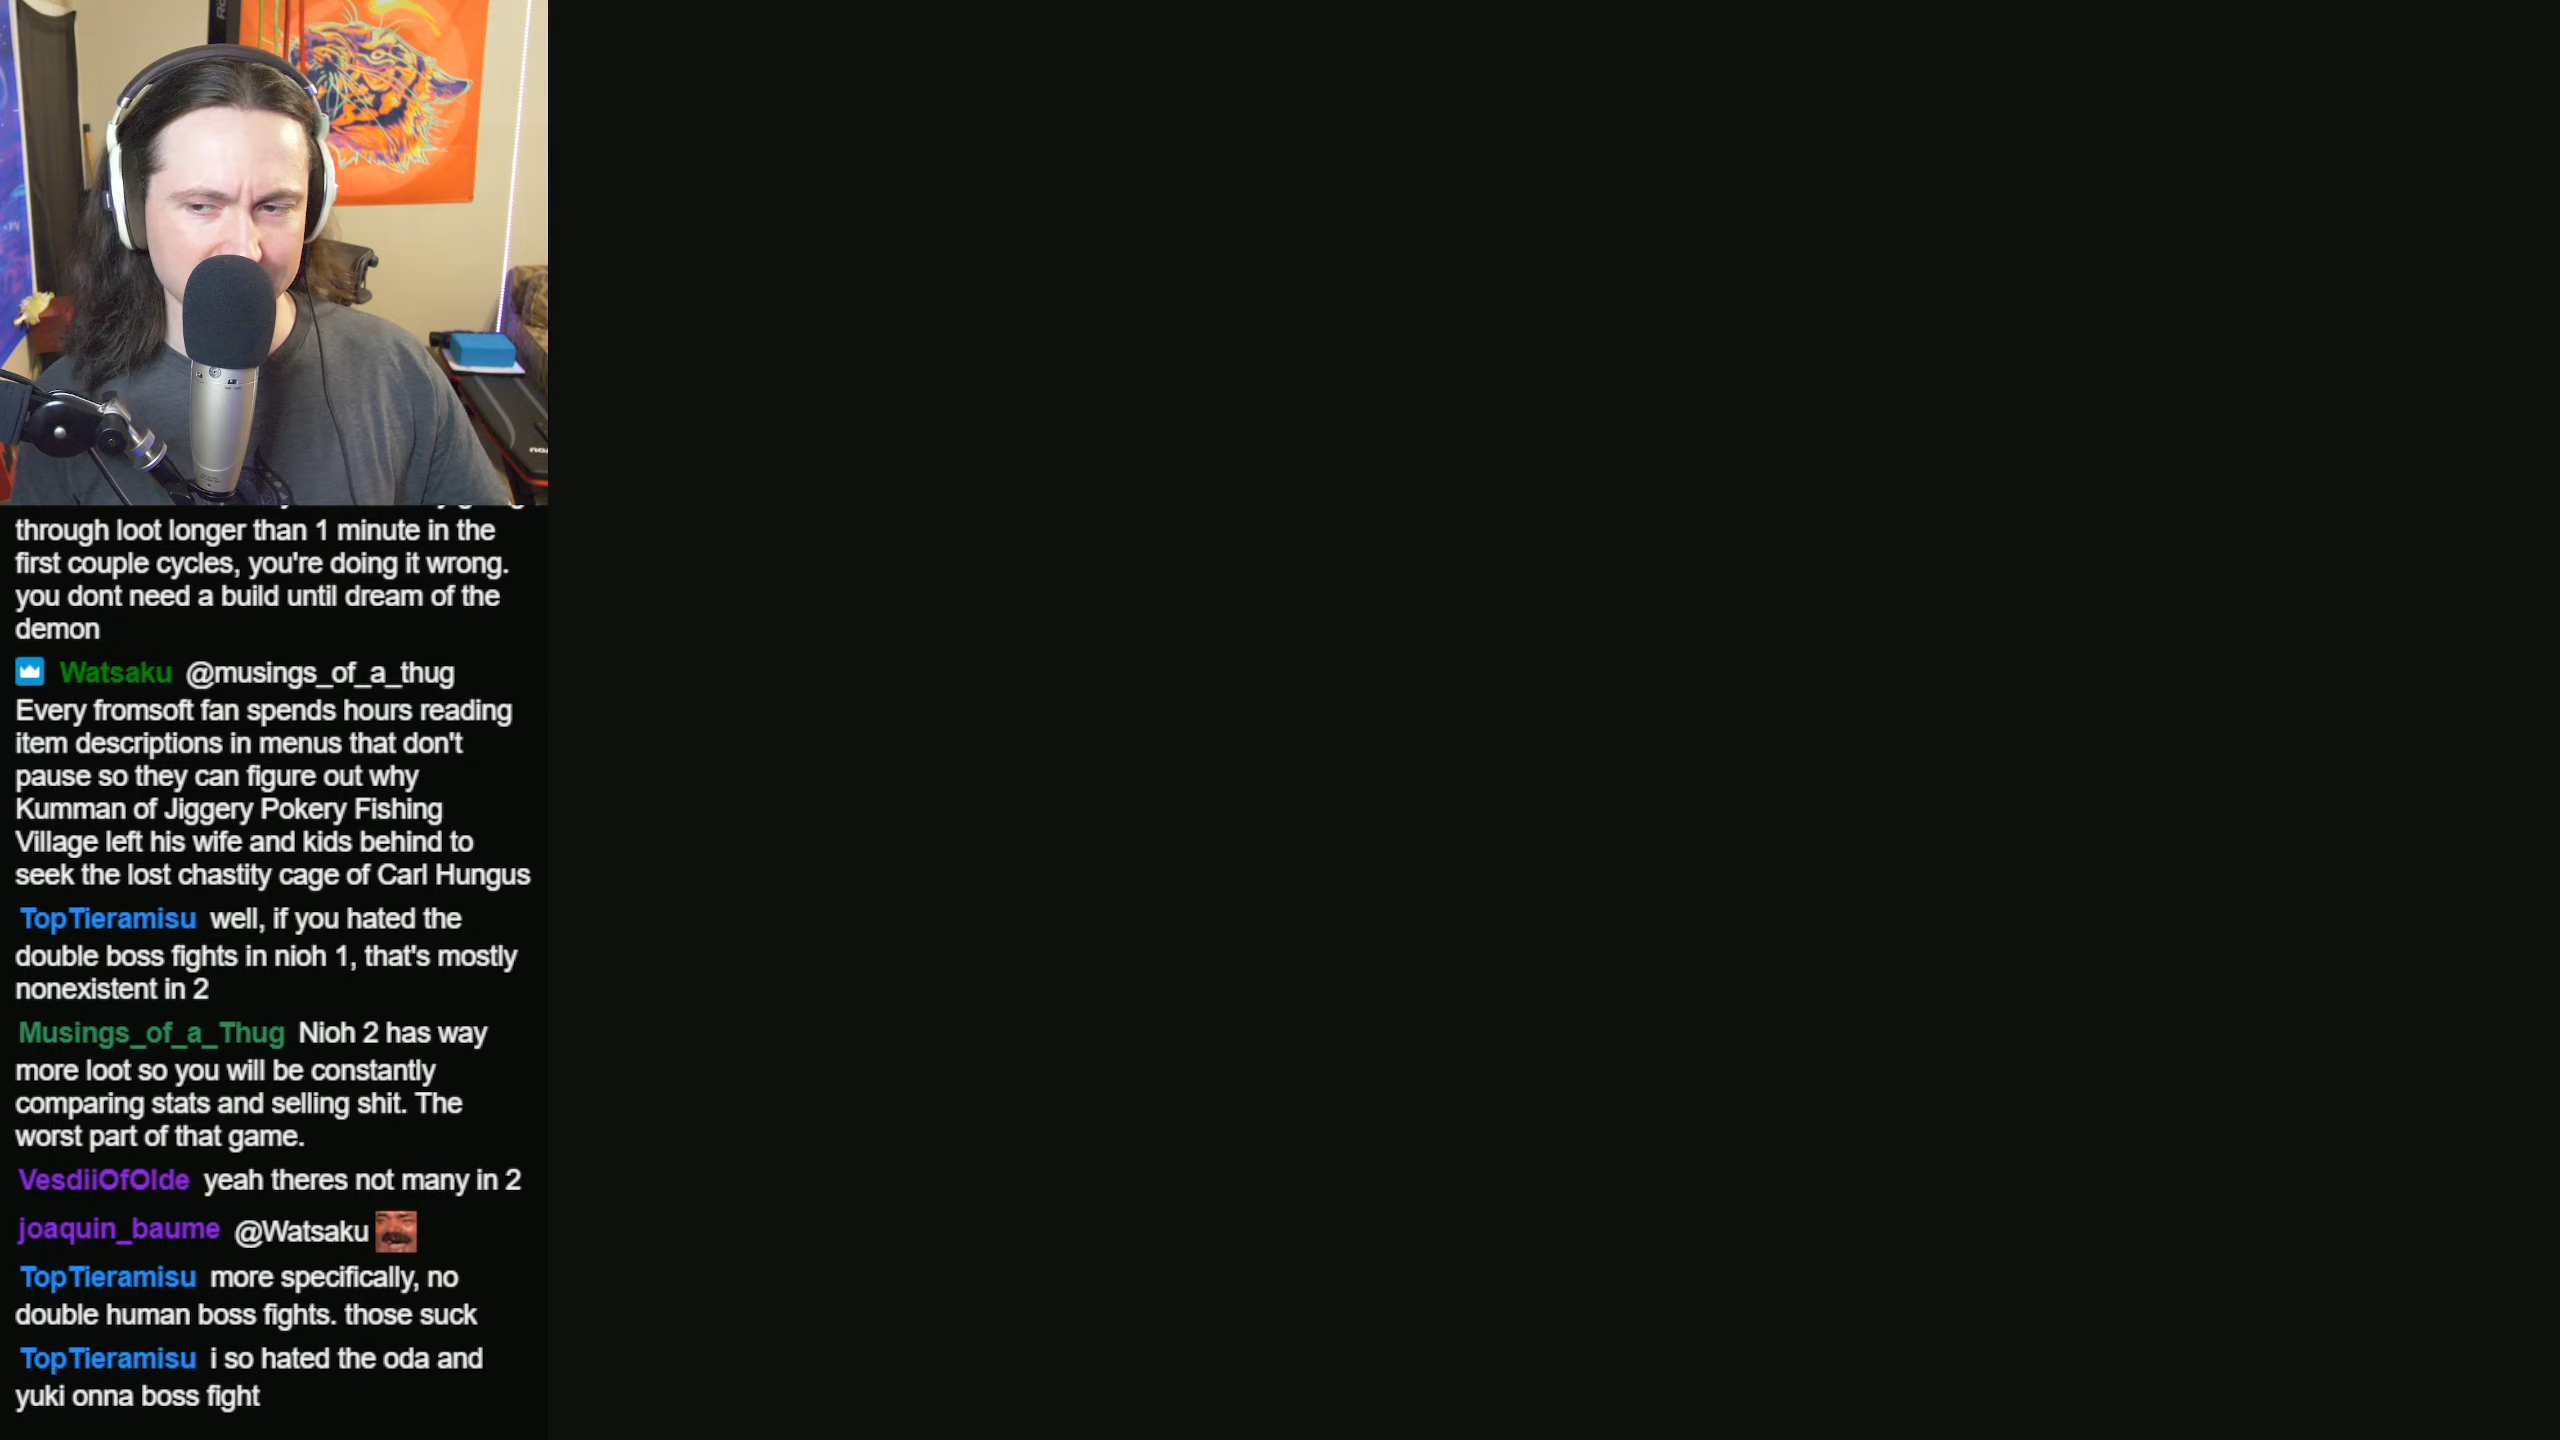 through loot longer than 1 minute in the
first couple cycles, you're doing it wrong.
you dont need a build until dream of the
demon
Watsaku @musings_of_a_thug
Every fromsoft fan spends hours reading
item descriptions in menus that don't
pause so they can figure out why
Kumman of Jiggery Pokery Fishing
Village left his wife and kids behind to
seek the lost chastity cage of Carl Hungus
TopTieramisu well, if you hated the
double boss fights in nioh 1, that's mostly
nonexistent in 2
Musings_of_a_Thug Nioh 2 has way
more loot so you will be constantly
comparing stats and selling shit. The
worst part of that game.
VesdiiOfOlde yeah theres not many in 2
joaquin_baume @Watsaku
TopTieramisu more specifically, no
double human boss fights. those suck
TopTieramisu i so hated the oda and
yuki onna boss fight